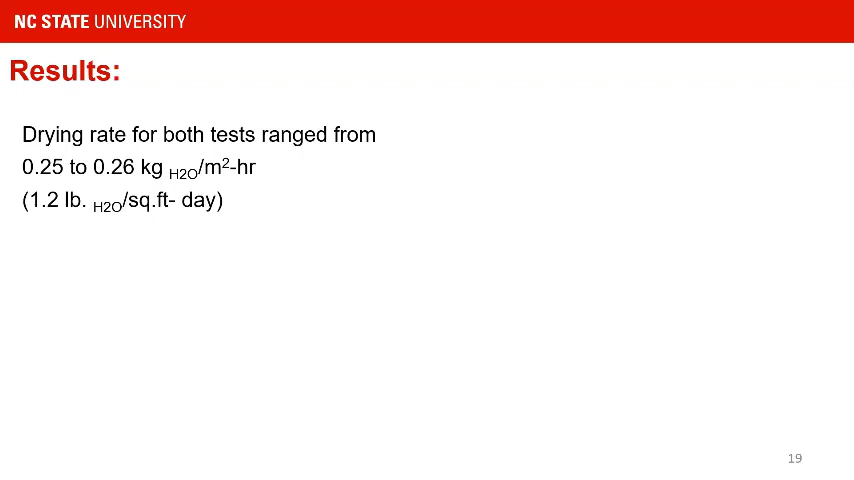 NC STATE UNIVERSITY
Results:
Drying rate for both tests ranged from
0.25 to 0.26 kg H2O/m2-hr
(1.2 lb. H2O/sq.ft- day)
19